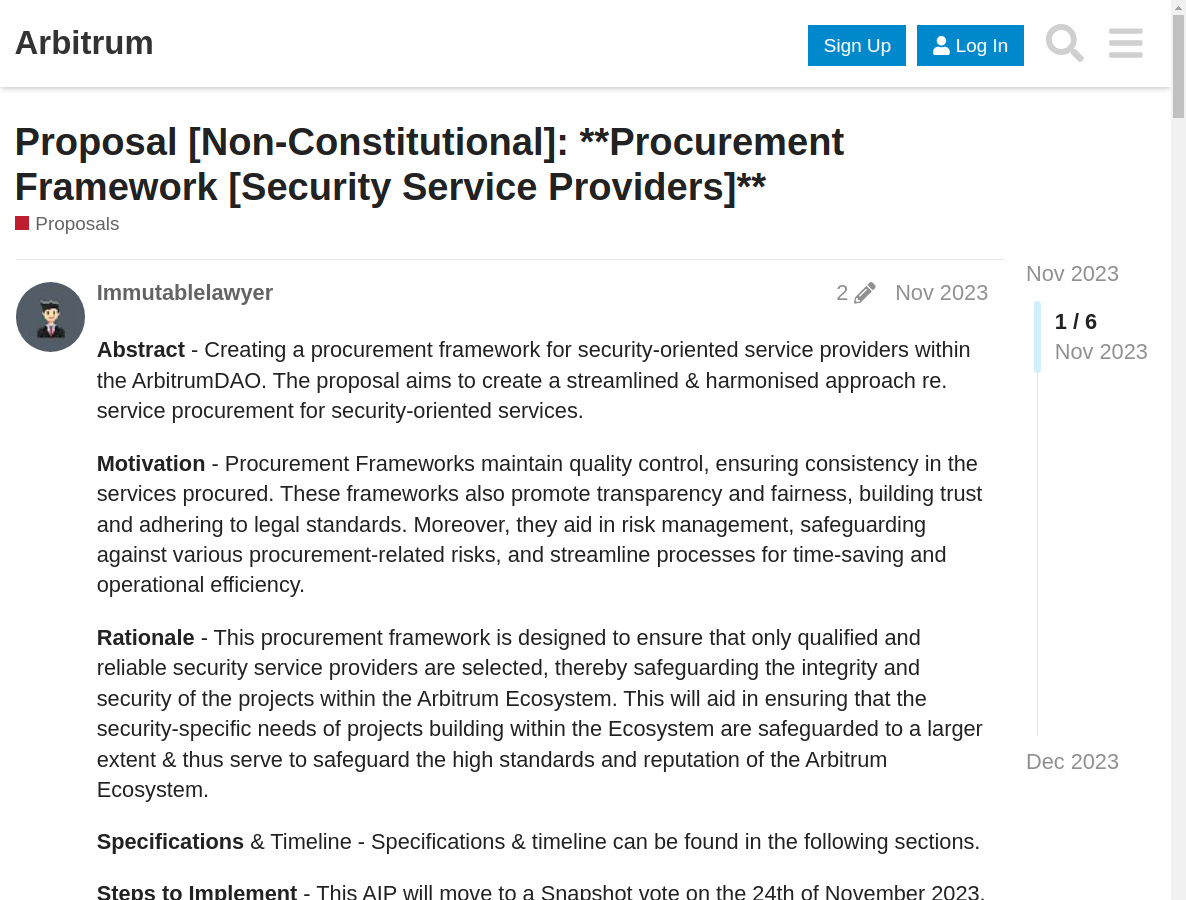 Arbitrum
Sign Up
Log In
Proposal [Non-Constitutional]: **Procurement
Framework [Security Service Providers]**
Proposals
Immutablelawyer
2
Nov 2023
Abstract - Creating a procurement framework for security-oriented service providers within
the ArbitrumDAO. The proposal aims to create a streamlined & harmonised approach re.
service procurement for security-oriented services.
Motivation - Procurement Frameworks maintain quality control, ensuring consistency in the
services procured. These frameworks also promote transparency and fairness, building trust
and adhering to legal standards. Moreover, they aid in risk management, safeguarding
against various procurement-related risks, and streamline processes for time-saving and
operational efficiency.
Rationale - This procurement framework is designed to ensure that only qualified and
reliable security service providers are selected, thereby safeguarding the integrity and
security of the projects within the Arbitrum Ecosystem. This will aid in ensuring that the
security-specific needs of projects building within the Ecosystem are safeguarded to a larger
extent & thus serve to safeguard the high standards and reputation of the Arbitrum
Ecosystem.
Specifications & Timeline - Specifications & timeline can be found in the following sections.
Steps to Implement - This AIP will move to a Snapshot vote on the 24th of November 2023.
Nov 2023
1 / 6
Nov 2023
Dec 2023